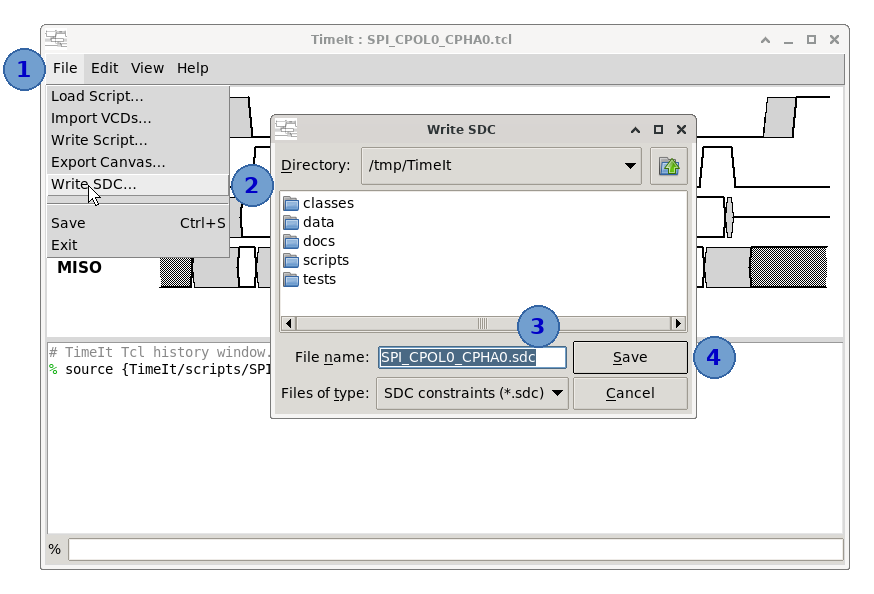 TimeIt : SPI_CPOL0_CPHA0.tcl
1
File Edit View Help
Load Script...
Import VCDs...
Write Script...
Export Canvas...
Write SDC...
2
Save Ctrl+S
Exit
MISO
Write SDC
Directory: /tmp/TimeIt
classes
data
docs
scripts
tests
3
File name: SPI_CPOL0_CPHA0.sdc Save
4
Files of type: SDC constraints (*.sdc) Cancel
# TimeIt Tcl history window.
% source {TimeIt/scripts/SPI
%